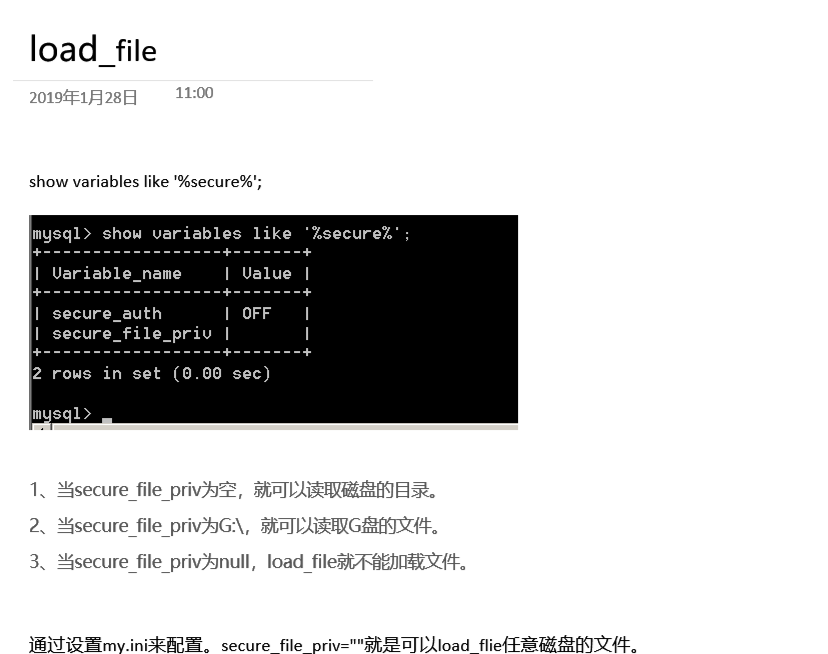 load_file
2019年1月28日 11:00
show variables like '%secure%';
mysql> show variables like '%secure%';
+------------------+-------+
| Variable_name    | Value |
+------------------+-------+
| secure_auth      | OFF   |
| secure_file_priv |       |
+------------------+-------+
2 rows in set (0.00 sec)
mysql> _
1、当secure_file_priv为空，就可以读取磁盘的目录。
2、当secure_file_priv为G:\，就可以读取G盘的文件。
3、当secure_file_priv为null，load_file就不能加载文件。
通过设置my.ini来配置。secure_file_priv=""就是可以load_flie任意磁盘的文件。